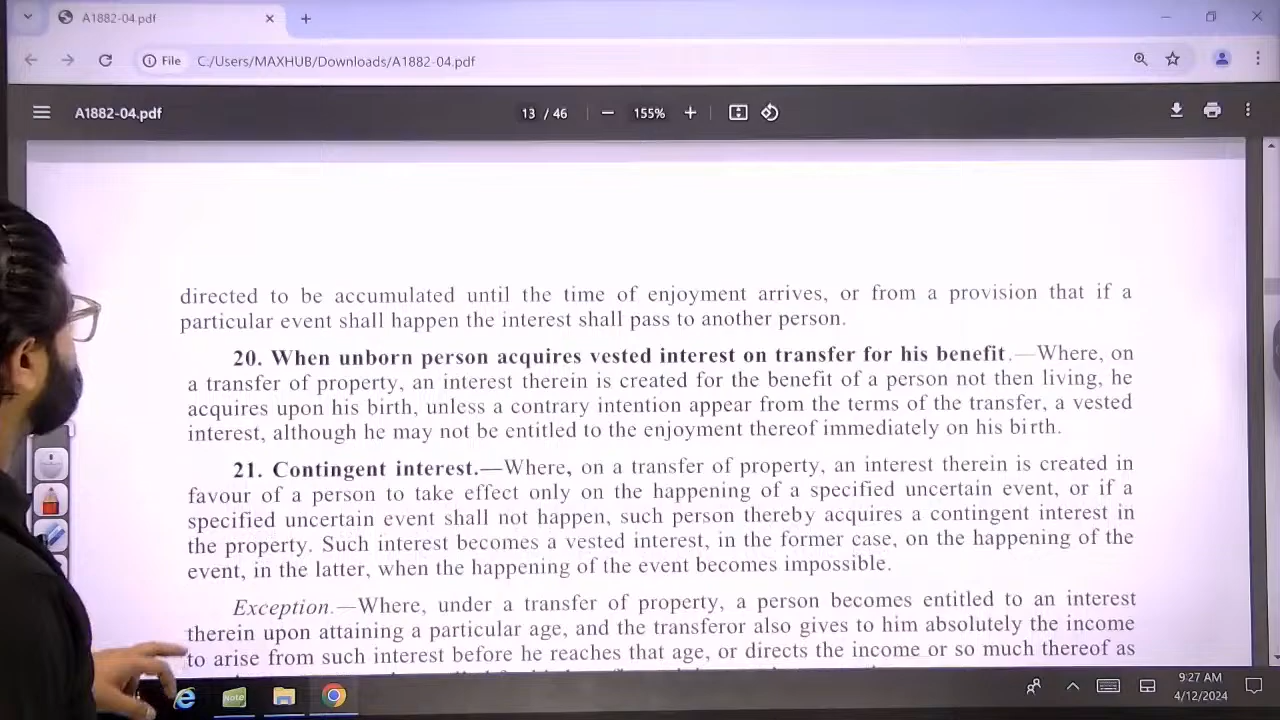 A1882-04.pdf
File C:/Users/MAXHUB/Downloads/A1882-04.pdf
A1882-04.pdf 13 / 46 155%
directed to be accumulated until the time of enjoyment arrives, or from a provision that if a
particular event shall happen the interest shall pass to another person.
20. When unborn person acquires vested interest on transfer for his benefit.—Where, on
a transfer of property, an interest therein is created for the benefit of a person not then living, he
acquires upon his birth, unless a contrary intention appear from the terms of the transfer, a vested
interest, although he may not be entitled to the enjoyment thereof immediately on his birth.
21. Contingent interest.—Where, on a transfer of property, an interest therein is created in
favour of a person to take effect only on the happening of a specified uncertain event, or if a
specified uncertain event shall not happen, such person thereby acquires a contingent interest in
the property. Such interest becomes a vested interest, in the former case, on the happening of the
event, in the latter, when the happening of the event becomes impossible.
Exception.—Where, under a transfer of property, a person becomes entitled to an interest
therein upon attaining a particular age, and the transferor also gives to him absolutely the income
to arise from such interest before he reaches that age, or directs the income or so much thereof as
Note
9:27 AM
4/12/2024